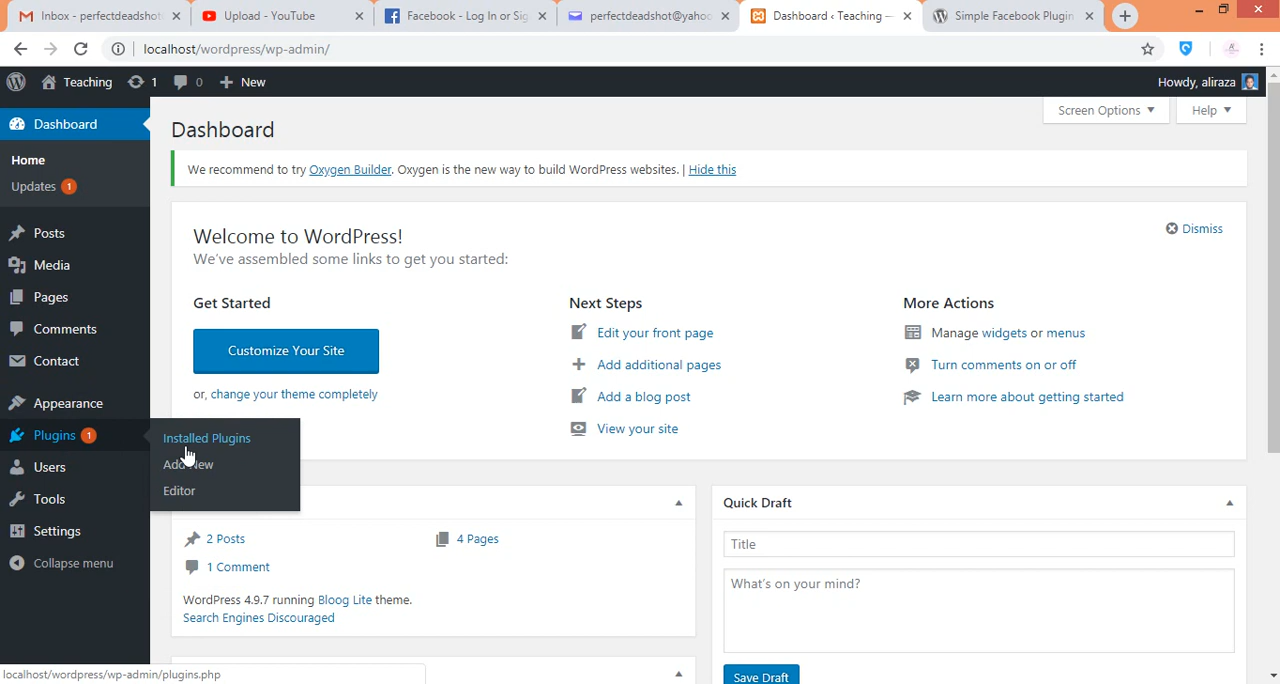 Inbox - perfectdeadshot
Upload - YouTube
Facebook - Log In or Sig
perfectdeadshot@yahoo
Dashboard ‹ Teaching —
Simple Facebook Plugin
localhost/wordpress/wp-admin/
Teaching 1 0 New
Howdy, aliraza
Screen Options
Help
Dashboard
Home
Updates 1
Posts
Media
Pages
Comments
Contact
Appearance
Plugins 1
Users
Tools
Settings
Collapse menu
Installed Plugins
Add New
Editor
Dashboard
We recommend to try Oxygen Builder. Oxygen is the new way to build WordPress websites. | Hide this
Welcome to WordPress!
Dismiss
We've assembled some links to get you started:
Get Started
Customize Your Site
or, change your theme completely
Next Steps
Edit your front page
Add additional pages
Add a blog post
View your site
More Actions
Manage widgets or menus
Turn comments on or off
Learn more about getting started
2 Posts
4 Pages
1 Comment
WordPress 4.9.7 running Bloog Lite theme.
Search Engines Discouraged
Quick Draft
Title
What's on your mind?
Save Draft
localhost/wordpress/wp-admin/plugins.php